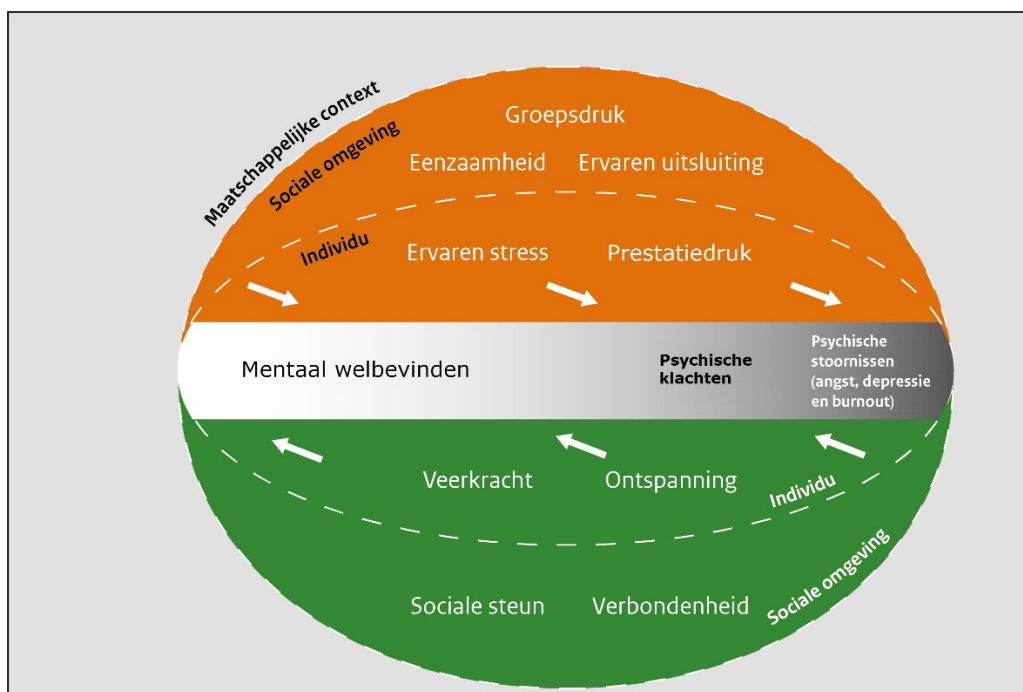 Maatschappelijke context
Sociale omgeving
Groepsdruk
Eenzaamheid
Ervaren uitsluiting
Individu
Ervaren stress
Prestatiedruk
Mentaal welbevinden
Psychische
klachten
Psychische
stoornissen
(angst, depressie
en burnout)
Veerkracht
Ontspanning
Individu
Sociale steun
Verbondenheid
Sociale omgeving